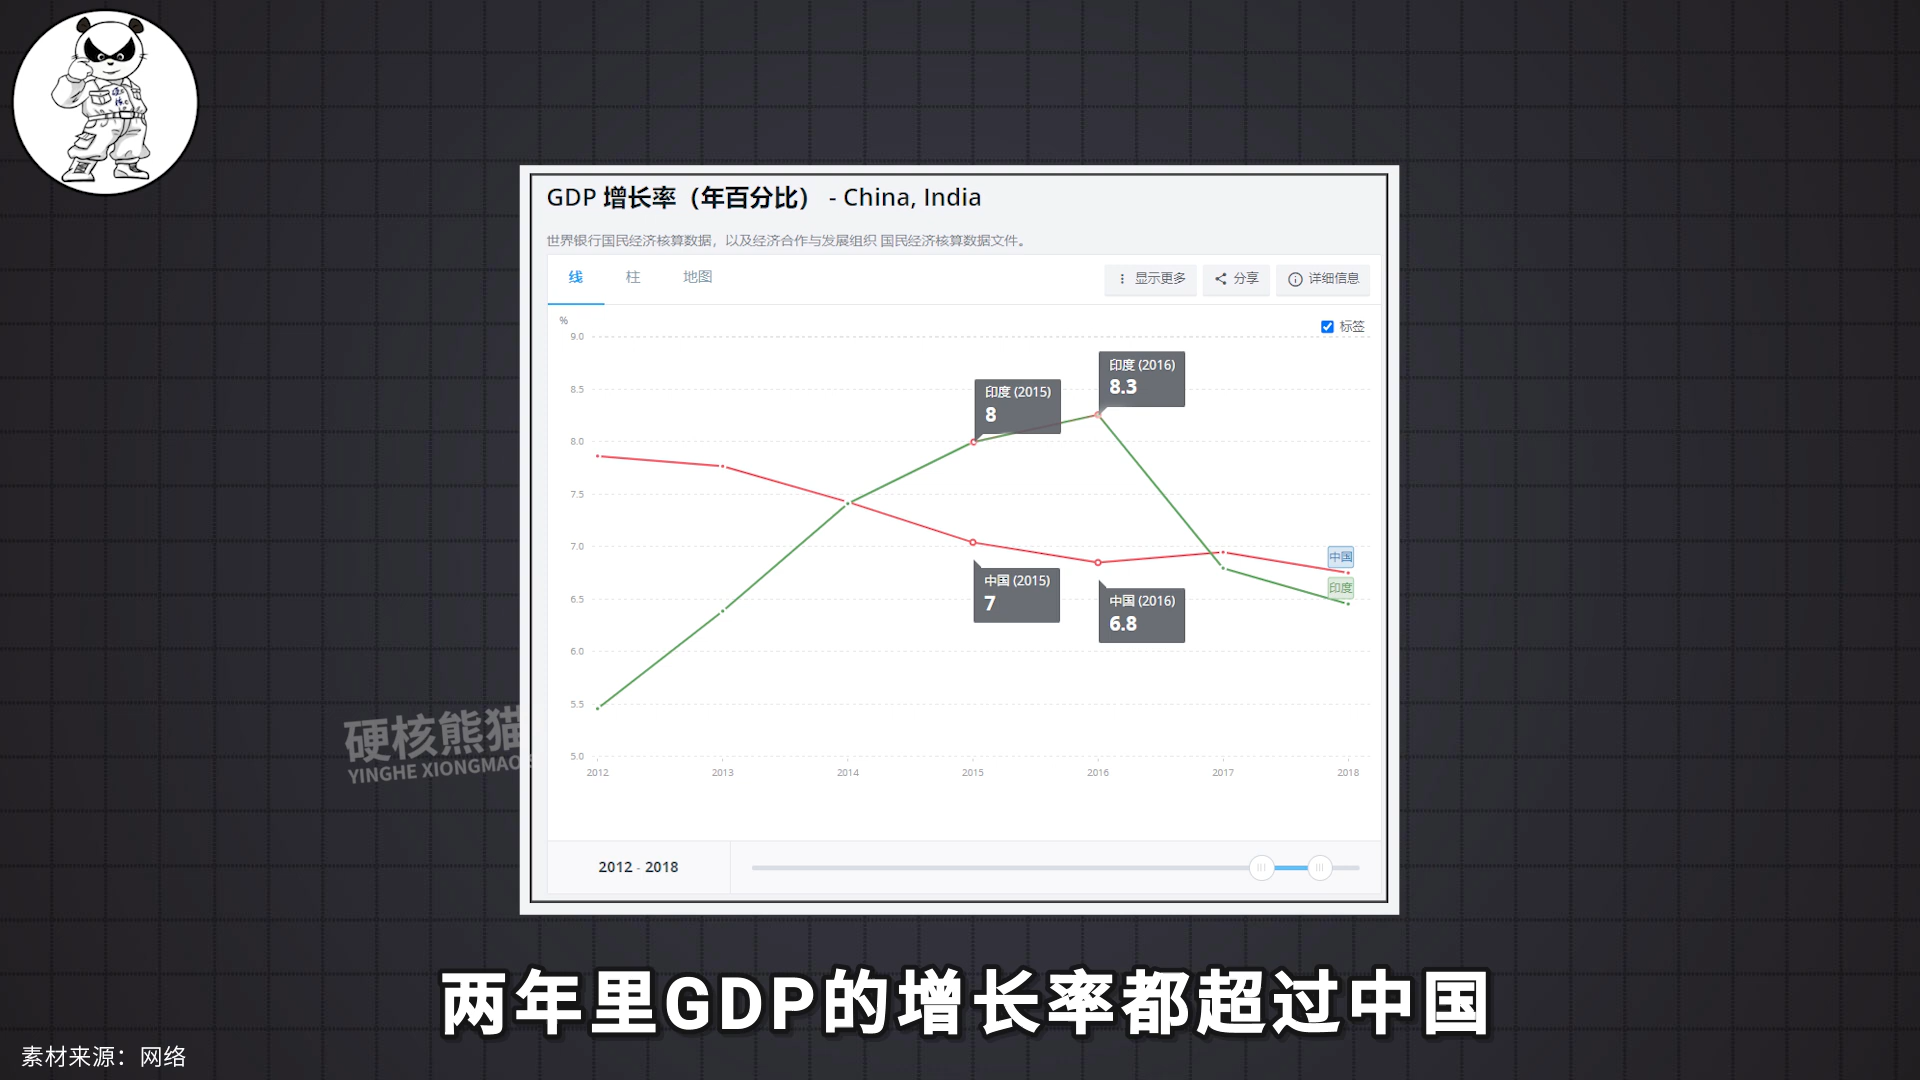 GDP 增长率（年百分比） - China, India
世界银行国民经济核算数据，以及经济合作与发展组织 国民经济核算数据文件。
线 柱 地图
显示更多 分享 详细信息
标签
%
9.0
8.5
8.0
7.5
7.0
6.5
6.0
5.5
5.0
印度 (2015)
8
印度 (2016)
8.3
中国 (2015)
7
中国 (2016)
6.8
中国
印度
2012 2013 2014 2015 2016 2017 2018
2012 - 2018
硬核熊猫
YINGHE XIONGMAO
两年里GDP的增长率都超过中国
素材来源：网络